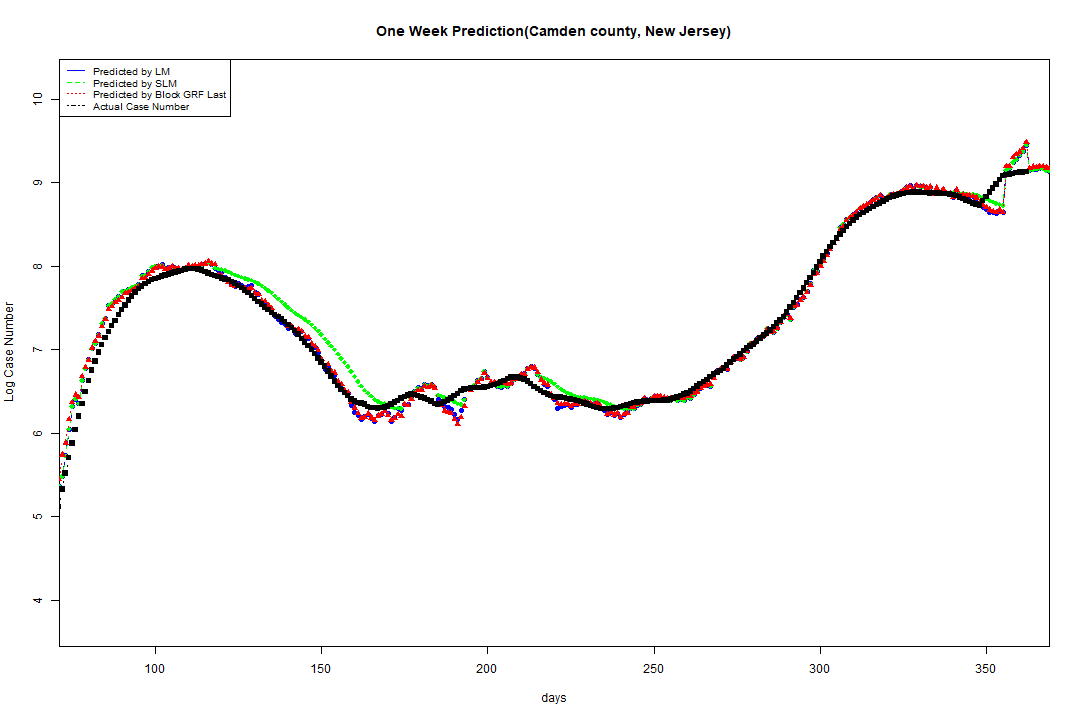 One Week Prediction(Camden county, New Jersey)
Predicted by LM
Predicted by SLM
Predicted by Block GRF Last
Actual Case Number
Log Case Number
10
9
8
7
6
5
4
100 150 200 250 300 350
days